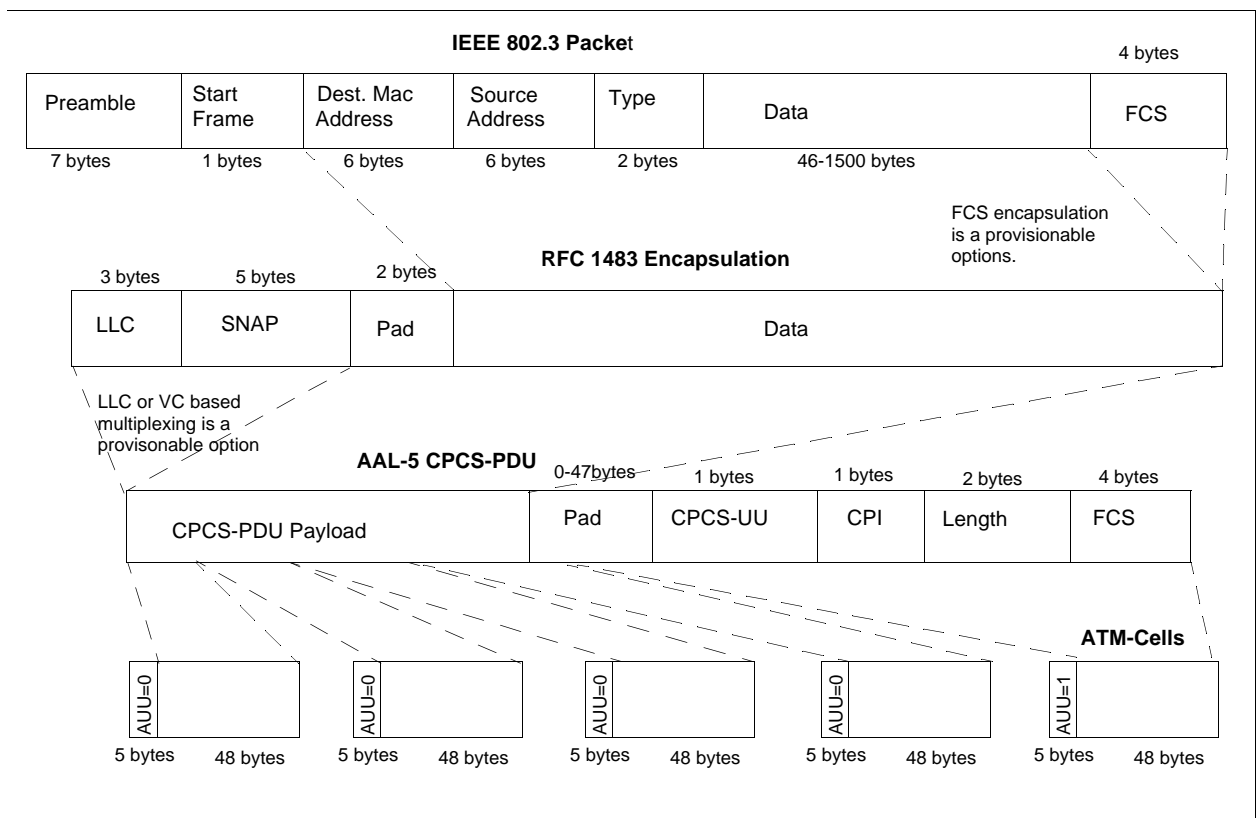 IEEE 802.3 Packet
4 bytes
Preamble
Start
Frame
Dest. Mac
Address
Source
Address
Type
Data
FCS
7 bytes
1 bytes
6 bytes
6 bytes
2 bytes
46-1500 bytes
FCS encapsulation
is a provisionable
options.
RFC 1483 Encapsulation
3 bytes
5 bytes
2 bytes
LLC
SNAP
Pad
Data
LLC or VC based
multiplexing is a
provisonable option
AAL-5 CPCS-PDU
0-47bytes
1 bytes
1 bytes
2 bytes
4 bytes
CPCS-PDU Payload
Pad
CPCS-UU
CPI
Length
FCS
ATM-Cells
AUU=0
AUU=0
AUU=0
AUU=0
AUU=1
5 bytes
48 bytes
5 bytes
48 bytes
5 bytes
48 bytes
5 bytes
48 bytes
5 bytes
48 bytes